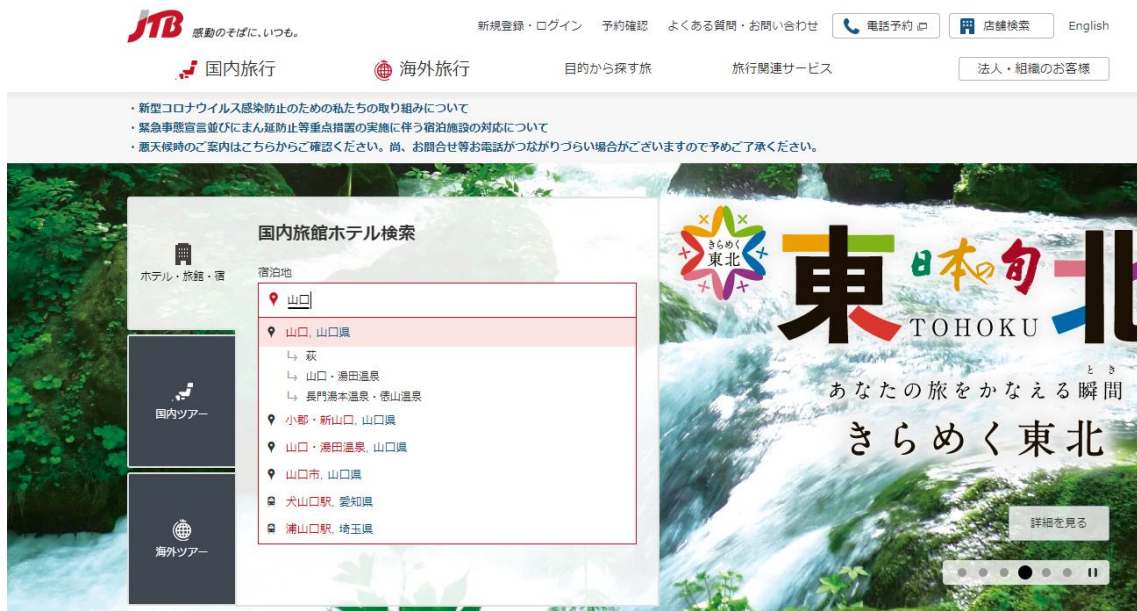 JTB 感動のそばに、いつも。
新規登録・ログイン 予約確認 よくある質問・お問い合わせ 電話予約 店舗検索 English
国内旅行 海外旅行 目的から探す旅 旅行関連サービス 法人・組織のお客様
・新型コロナウイルス感染防止のための私たちの取り組みについて
・緊急事態宣言並びにまん延防止等重点措置の実施に伴う宿泊施設の対応について
・悪天候時のご案内はこちらからご確認ください。尚、お問合せ等お電話がつながりづらい場合がございますので予めご了承ください。
ホテル・旅館・宿
国内ツアー
海外ツアー
国内旅館ホテル検索
宿泊地
山口
山口, 山口県
萩
山口・湯田温泉
長門湯本温泉・俵山温泉
小郡・新山口, 山口県
山口・湯田温泉, 山口県
山口市, 山口県
犬山口駅, 愛知県
浦山口駅, 埼玉県
きらめく
東北
東北
日本の旬
TOHOKU
とき
あなたの旅をかなえる瞬間
きらめく東北
詳細を見る